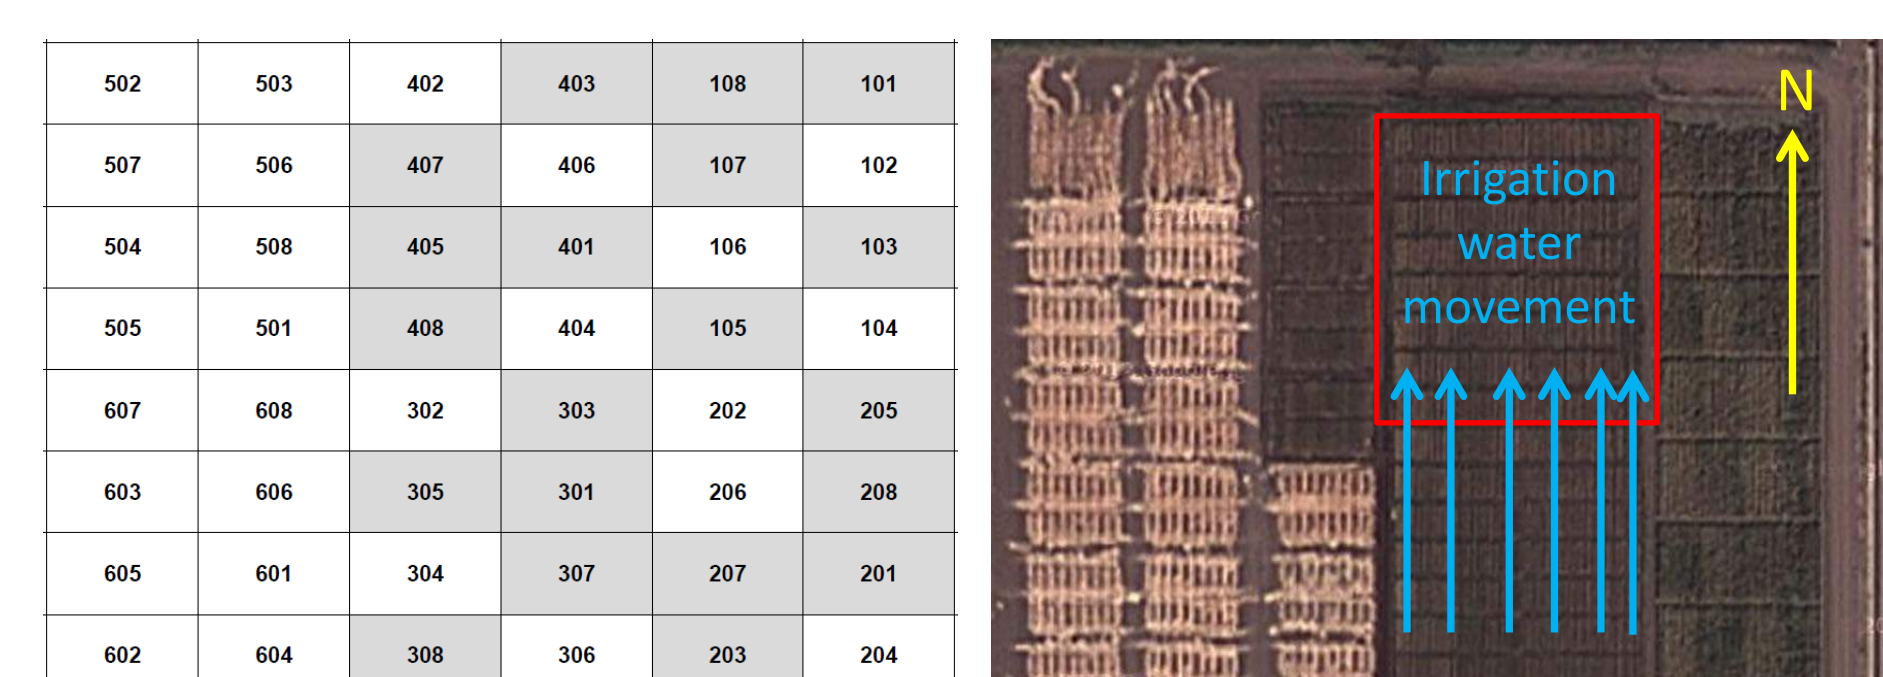 502 503 402 403 108 101
507 506 407 406 107 102
504 508 405 401 106 103
505 501 408 404 105 104
607 608 302 303 202 205
603 606 305 301 206 208
605 601 304 307 207 201
602 604 308 306 203 204
N
Irrigation
water
movement